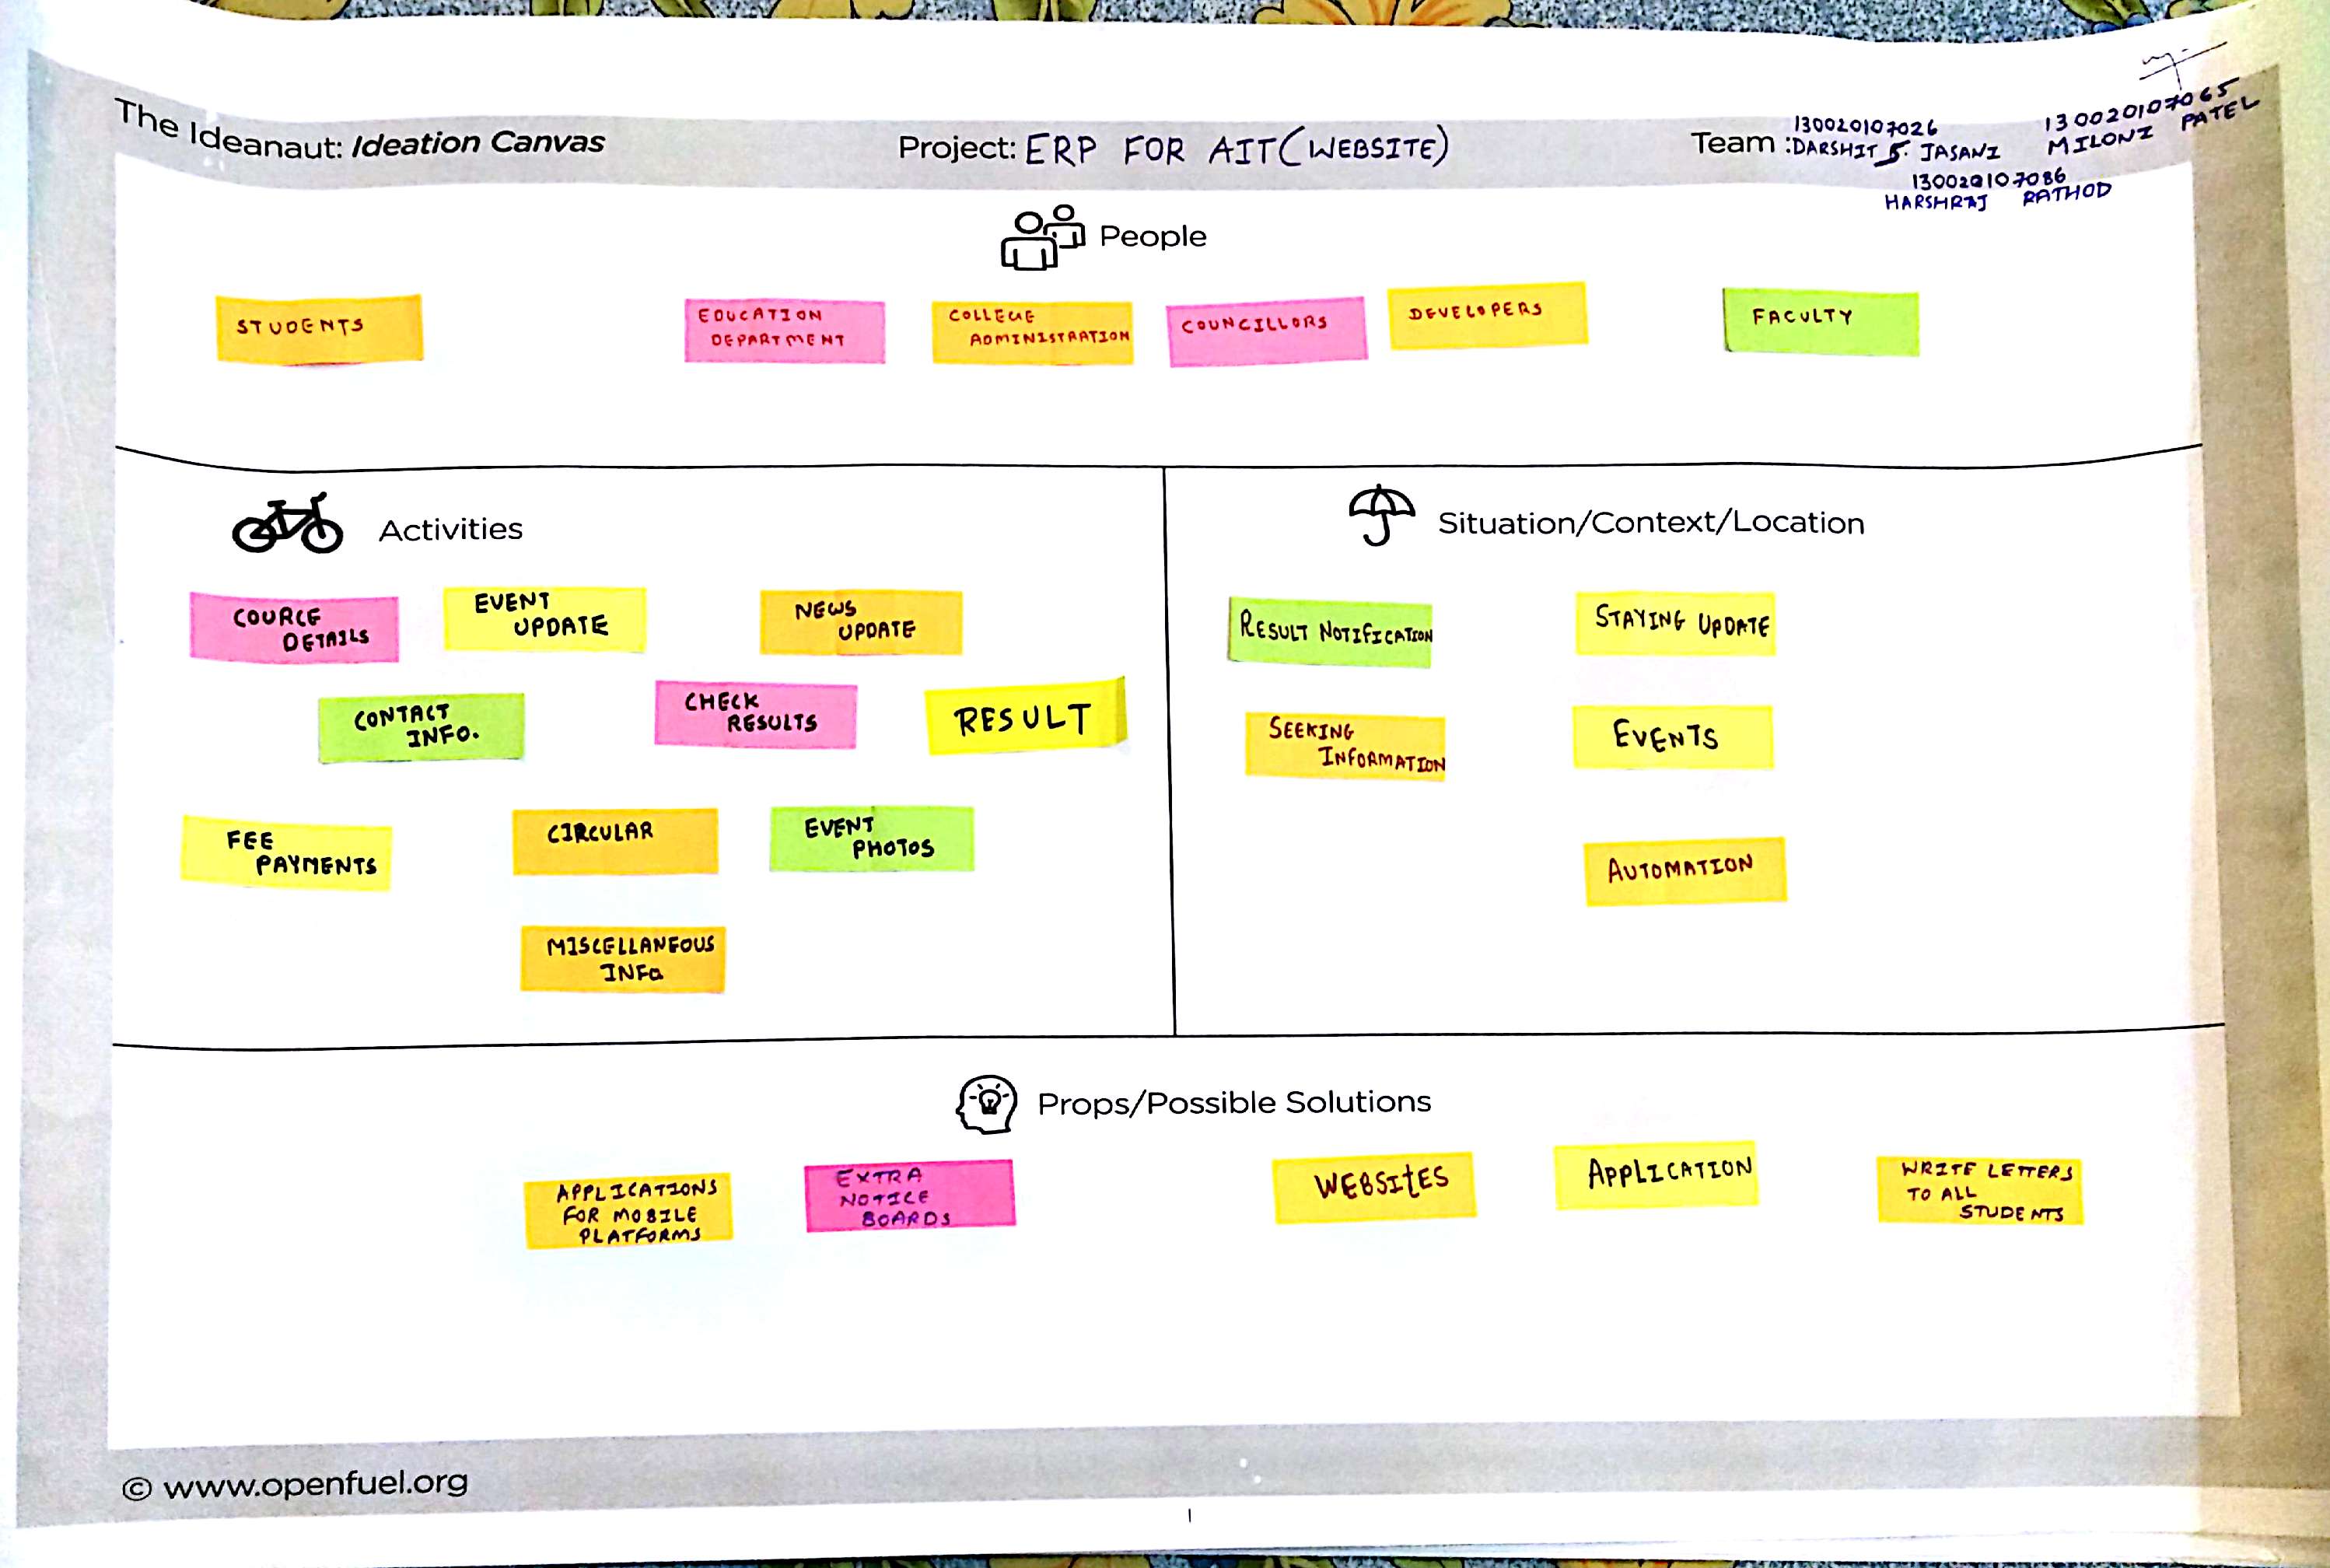 The Ideanaut: Ideation Canvas
Project: ERP FOR AIT(WEBSITE)
Team :
130020107026
DARSHIT S. JASANI
130020107065
MILONI PATEL
130020107086
HARSHRAJ RATHOD
People
STUDENTS
EDUCATION
DEPARTMENT
COLLEGE
ADMINISTRATION
COUNCILLORS
DEVELOPERS
FACULTY
Activities
COURCE
DETAILS
EVENT
UPDATE
NEWS
UPDATE
CONTACT
INFO.
CHECK
RESULTS
RESULT
FEE
PAYMENTS
CIRCULAR
EVENT
PHOTOS
MISCELLANEOUS
INFO
Situation/Context/Location
RESULT NOTIFICATION
STAYING UPDATE
SEEKING
INFORMATION
EVENTS
AUTOMATION
Props/Possible Solutions
APPLICATIONS
FOR MOBILE
PLATFORMS
EXTRA
NOTICE
BOARDS
WEBSITES
APPLICATION
WRITE LETTERS
TO ALL
STUDENTS
© www.openfuel.org
1